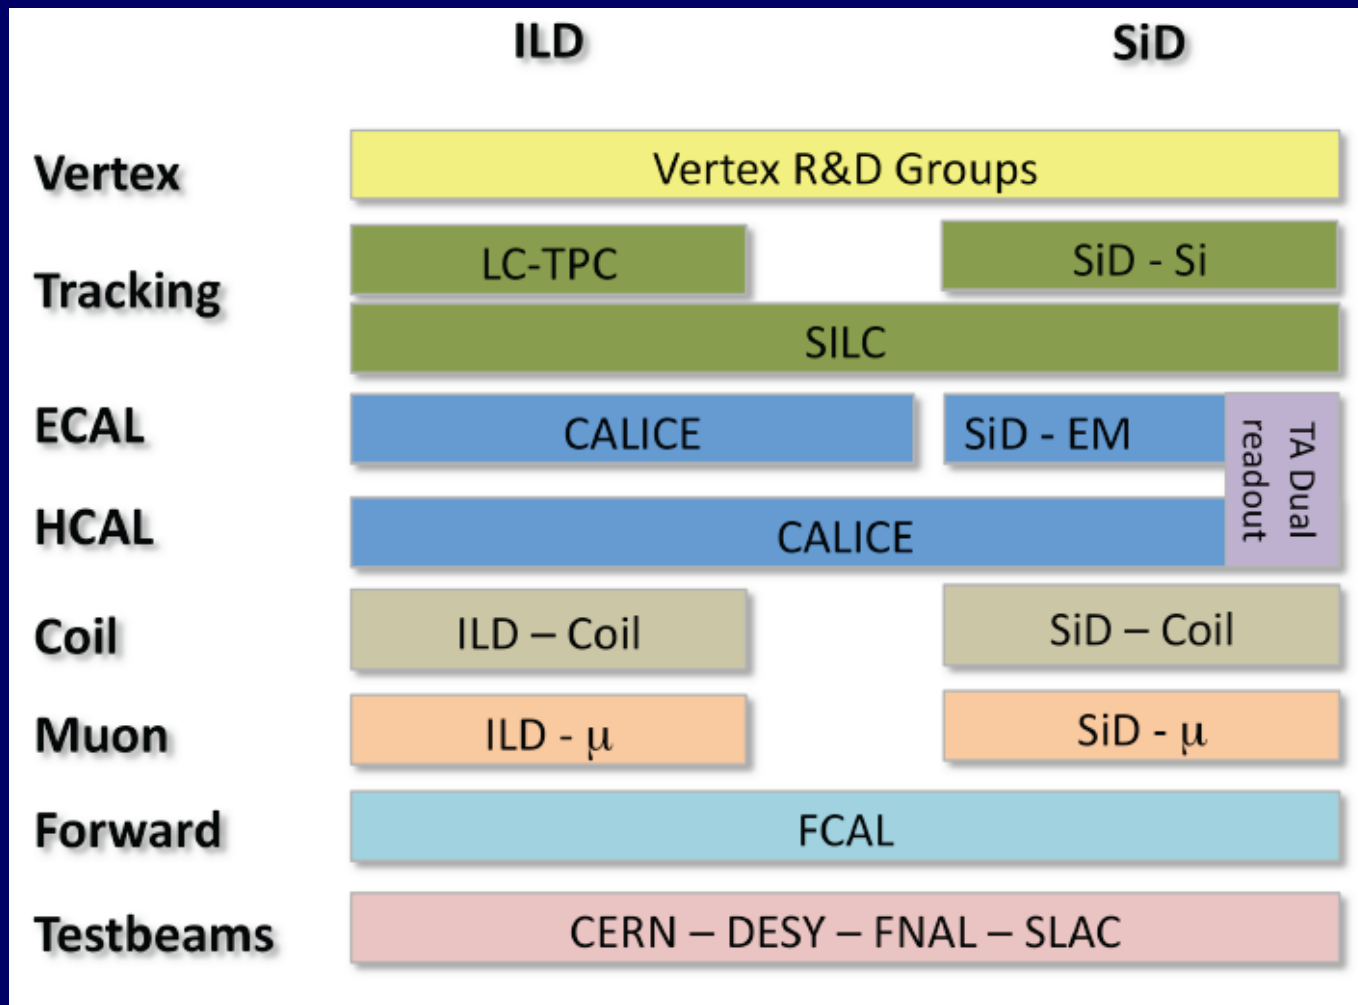 ILD
SiD
Vertex
Vertex R&D Groups
Tracking
LC-TPC
SiD - Si
SILC
ECAL
CALICE
SiD - EM
TA Dual
readout
HCAL
CALICE
Coil
ILD – Coil
SiD – Coil
Muon
ILD - μ
SiD - μ
Forward
FCAL
Testbeams
CERN – DESY – FNAL – SLAC